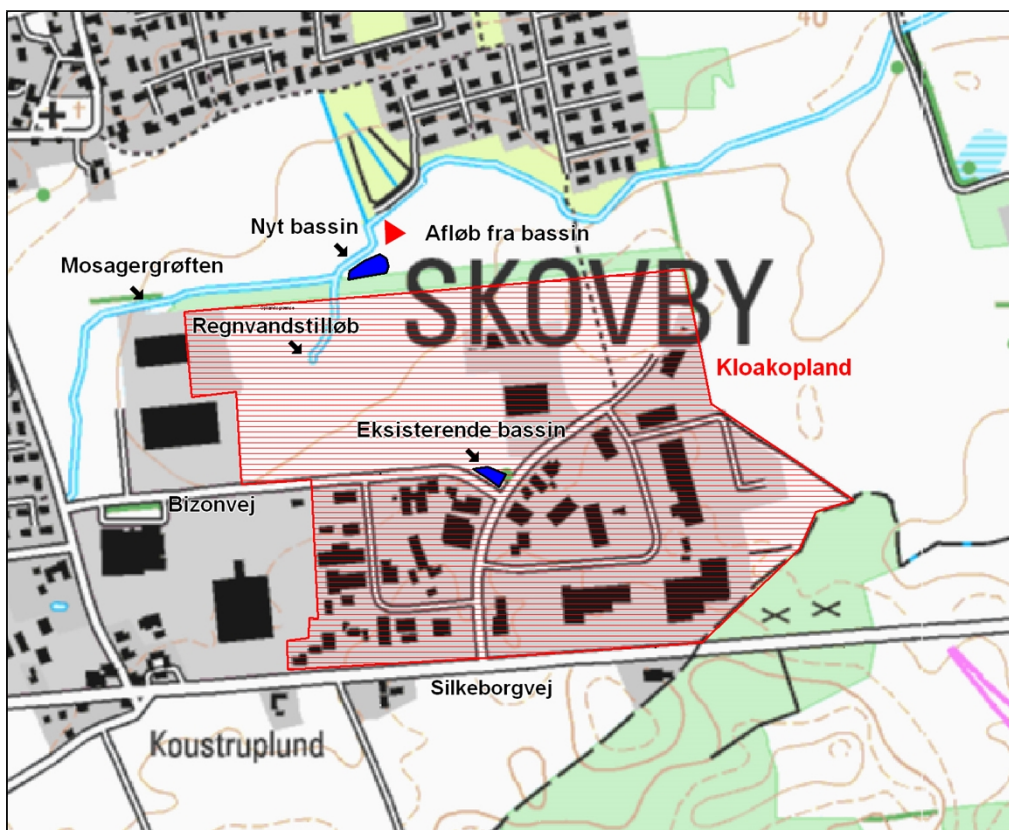 40
Nyt bassin
Afløb fra bassin
Mosagergrøften
SKOVBY
Regnvandstilløb
Kloakopland
Eksisterende bassin
Bizonvej
Silkeborgvej
Koustruplund